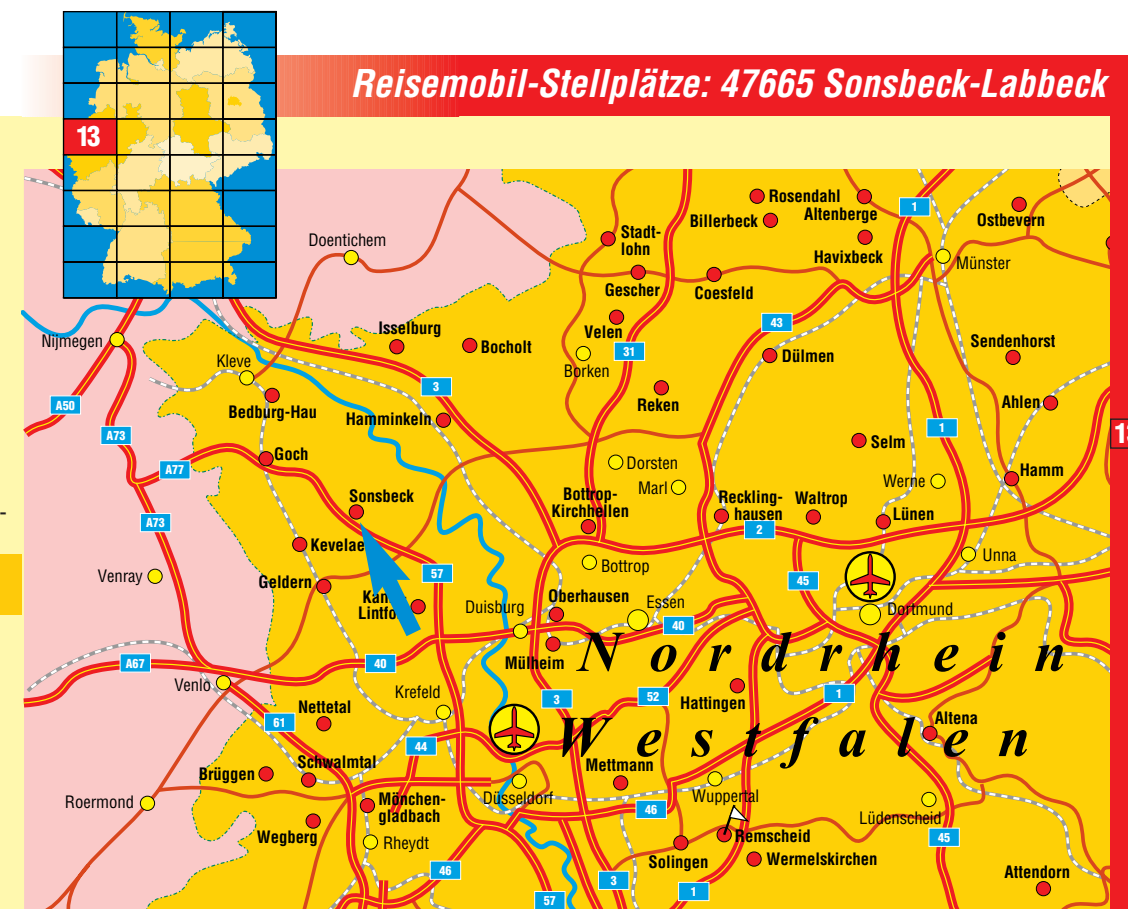 Reisemobil-Stellplätze: 47665 Sonsbeck-Labbeck
13
Rosendahl
Altenberge
1
Ostbevern
Billerbeck
Stadt-
lohn
Doentichem
Havixbeck
Münster
Gescher
Coesfeld
Isselburg
Velen
43
Nijmegen
Bocholt
31
Dülmen
Sendenhorst
Kleve
Borken
3
A50
Bedburg-Hau
Reken
Ahlen
Hamminkeln
A73
1
Selm
Goch
A77
Dorsten
Hamm
Marl
Werne
Sonsbeck
Bottrop-
Kirchhellen
Reckling-
hausen
Waltrop
Lünen
A73
2
Kevelae
Unna
Venray
57
Bottrop
45
Geldern
Oberhausen
Essen
Dortmund
Duisburg
40
Mülheim
Nordrhein
A67
40
Venlo
Krefeld
52
Hattingen
1
3
Nettetal
61
Westfalen
Altena
44
Schwalmtal
Brüggen
Mettmann
Roermond
Mönchen-
gladbach
Düsseldorf
Wuppertal
Lüdenscheid
46
Wegberg
Rheydt
Remscheid
45
Solingen
Wermelskirchen
46
3
1
57
Attendorn